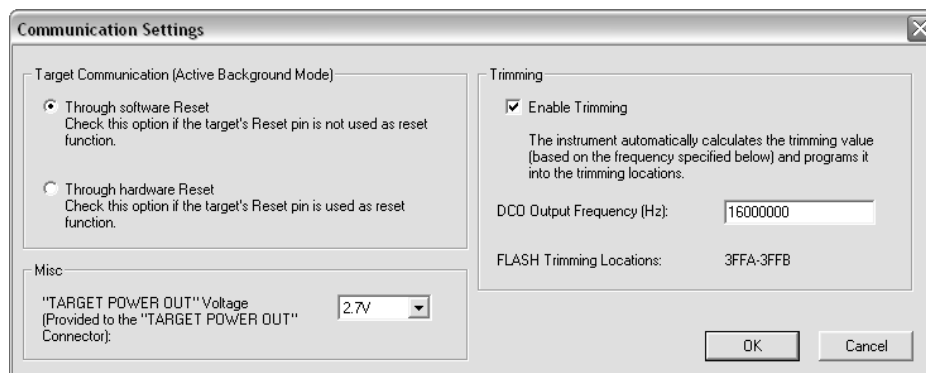 Communication Settings
Target Communication (Active Background Mode)
Through software Reset
Check this option if the target's Reset pin is not used as reset
function.
Through hardware Reset
Check this option if the target's Reset pin is used as reset
function.
Misc
"TARGET POWER OUT" Voltage
(Provided to the "TARGET POWER OUT"
Connector):
2.7V
Trimming
Enable Trimming
The instrument automatically calculates the trimming value
(based on the frequency specified below) and programs it
into the trimming locations.
DCO Output Frequency (Hz):
16000000
FLASH Trimming Locations:
3FFA-3FFB
OK
Cancel